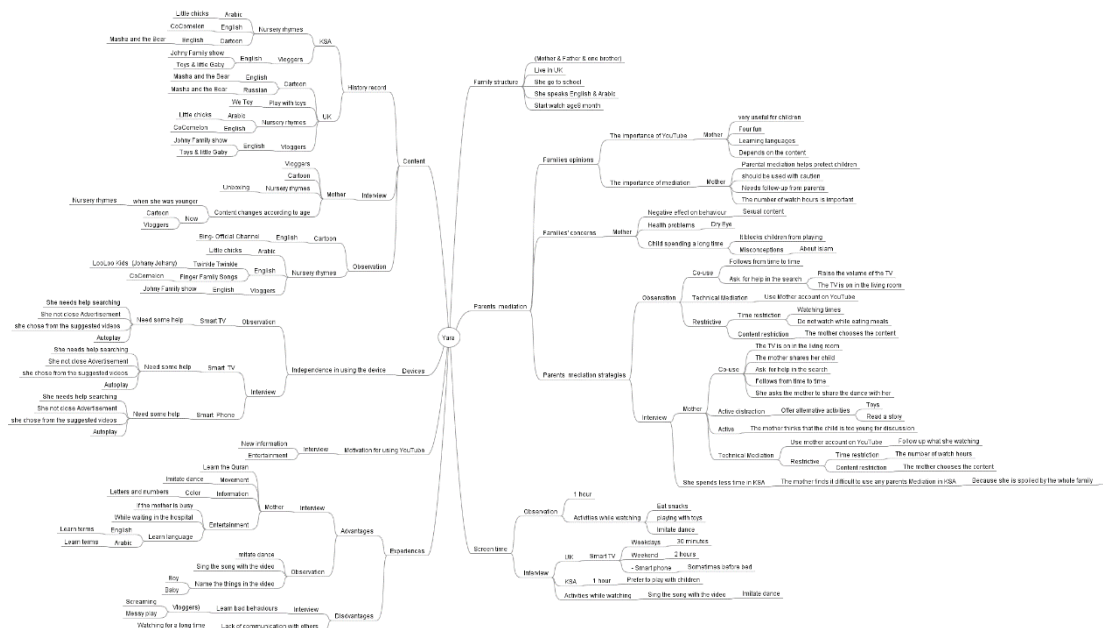 Yara
Content
History record
KSA
Nursery rhymes
Arabic
Little chicks
English
CoComelon
Cartoon
English
Masha and the Bear
Vloggers
English
Johny Family show
Toys & little Gaby
UK
Cartoon
English
Masha and the Bear
Russian
Masha and the Bear
Play with toys
We Toy
Nursery rhymes
Arabic
Little chicks
English
CoComelon
Vloggers
English
Johny Family show
Toys & little Gaby
Interview
Mother
Vloggers
Cartoon
Nursery rhymes
Unboxing
Content changes according to age
when she was younger
Nursery rhymes
Now
Cartoon
Vloggers
Observation
Cartoon
English
Bing- Official Channel
Nursery rhymes
Arabic
Little chicks
English
Twinkle Twinkle
LooLoo Kids (Johany Johany)
Finger Family Songs
CoComelon
Vloggers
English
Johny Family show
Devices
Independence in using the device
Observation
Smart TV
Need some help
She needs help searching
She not close Advertisement
she chose from the suggested videos
Autoplay
Interview
Smart TV
Need some help
She needs help searching
She not close Advertisement
she chose from the suggested videos
Autoplay
Smart Phone
Need some help
She needs help searching
She not close Advertisement
she chose from the suggested videos
Autoplay
Motivation for using YouTube
Interview
New information
Entertainment
Experiences
Advantages
Interview
Mother
Learn the Quran
Movement
Imitate dance
Information
Color
Letters and numbers
Entertainment
If the mother is busy
While waiting in the hospital
Learn language
English
Learn terms
Arabic
Learn terms
Observation
Imitate dance
Sing the song with the video
Name the things in the video
Boy
Baby
Disadvantages
Interview
Learn bad behaviours
Vloggers)
Screaming
Messy play
Lack of communication with others
Watching for a long time
Family structure
(Mother & Father & one brother)
Live in UK
She go to school
She speaks English & Arabic
Start watch age8 month
Parents mediation
Families opinions
The importance of YouTube
Mother
very useful for children
Four fun
Learning languages
Depends on the content
The importance of mediation
Mother
Parental mediation helps protect children
should be used with caution
Needs follow-up from parents
The number of watch hours is important
Families' concerns
Mother
Negative effect on behaviour
Sexual content
Health problems
Dry Eye
Child spending a long time
It blocks children from playing
Misconceptions
About Islam
Parents mediation strategies
Observation
Co-use
Follows from time to time
Ask for help in the search
Raise the volume of the TV
The TV is on in the living room
Technical Mediation
Use Mother account on YouTube
Restrictive
Time restriction
Watching times
Do not watch while eating meals
Content restriction
The mother chooses the content
Interview
Mother
Co-use
The TV is on in the living room
The mother shares her child
Ask for help in the search
Follows from time to time
She asks the mother to share the dance with her
Active distraction
Offer alternative activities
Toys
Read a story
Active
The mother thinks that the child is too young for discussion
Technical Mediation
Use mother account on YouTube
Follow up what she watching
Restrictive
Time restriction
The number of watch hours
Content restriction
The mother chooses the content
She spends less time in KSA
The mother finds it difficult to use any parents Mediation in KSA
Because she is spoiled by the whole family
Screen time
Observation
1 hour
Activities while watching
Eat snacks
playing with toys
Imitate dance
Interview
UK
Smart TV
Weekdays
30 minutes
Weekend
2 hours
- Smart phone
Sometimes before bed
KSA
1 hour
Prefer to play with children
Activities while watching
Sing the song with the video
Imitate dance